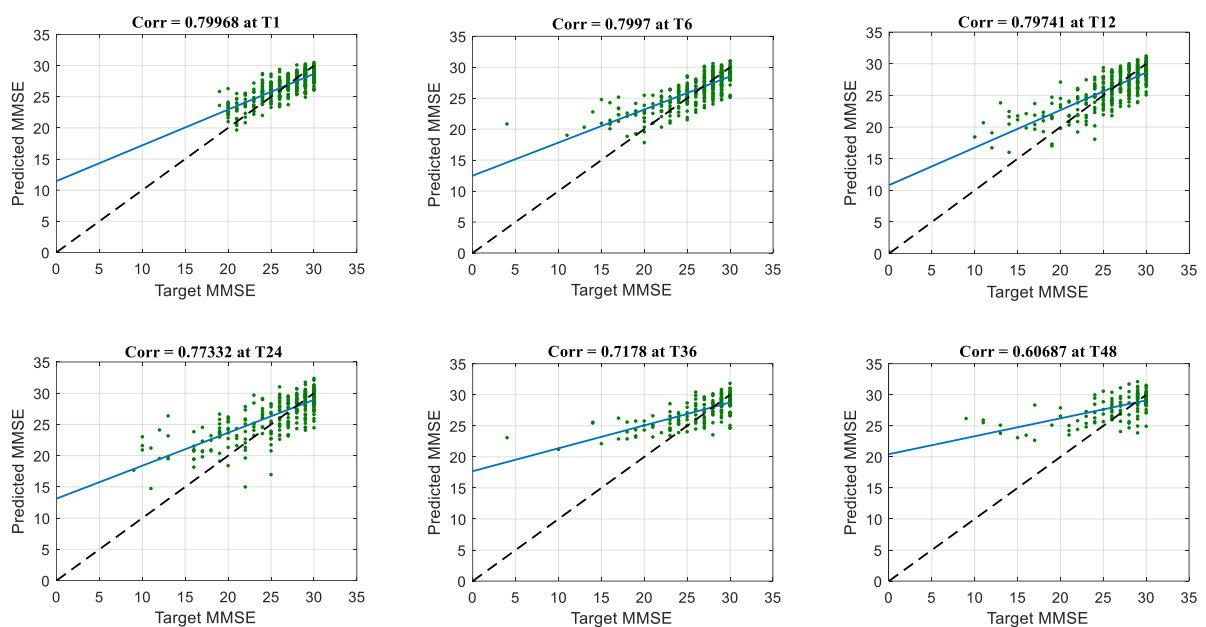 Corr = 0.79968 at T1
35
30
25
20
15
10
5
0
Predicted MMSE
0 5 10 15 20 25 30 35
Target MMSE
Corr = 0.7997 at T6
35
30
25
20
15
10
5
0
Predicted MMSE
0 5 10 15 20 25 30 35
Target MMSE
Corr = 0.79741 at T12
35
30
25
20
15
10
5
0
Predicted MMSE
0 5 10 15 20 25 30 35
Target MMSE
Corr = 0.77332 at T24
35
30
25
20
15
10
5
0
Predicted MMSE
0 5 10 15 20 25 30 35
Target MMSE
Corr = 0.7178 at T36
35
30
25
20
15
10
5
0
Predicted MMSE
0 5 10 15 20 25 30 35
Target MMSE
Corr = 0.60687 at T48
35
30
25
20
15
10
5
0
Predicted MMSE
0 5 10 15 20 25 30 35
Target MMSE